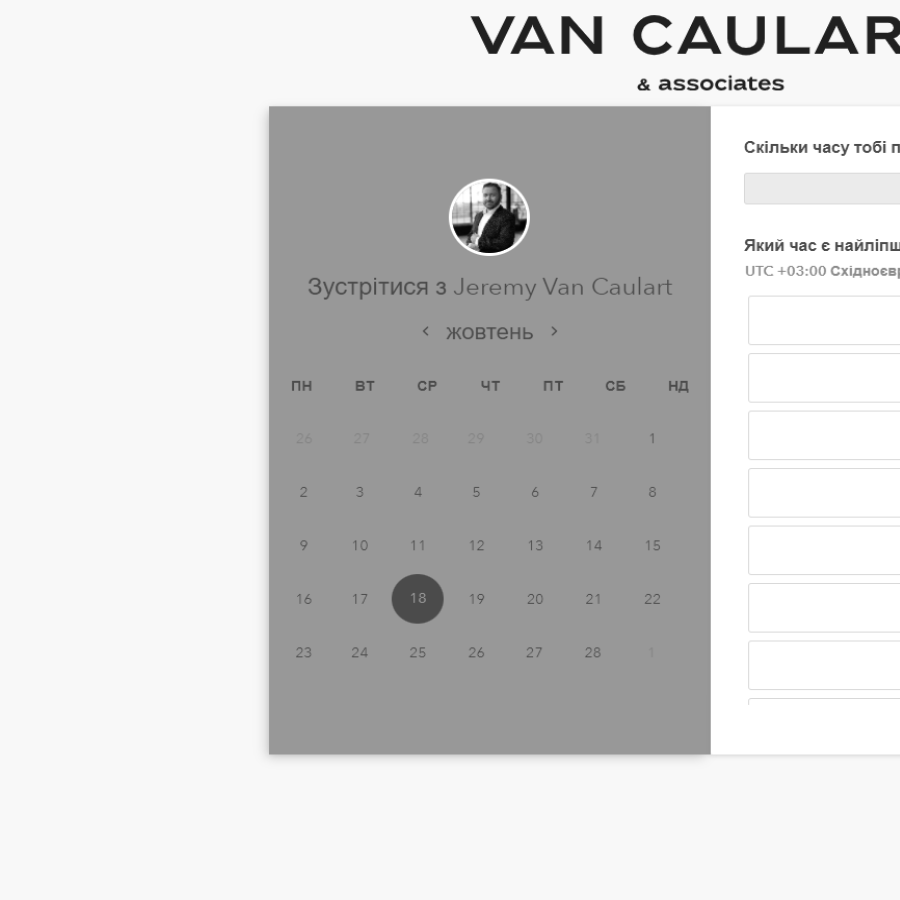 VAN CAULAR
& associates
Зустрітися з Jeremy Van Caulart
жовтень
ПН ВТ СР ЧТ ПТ СБ НД
26 27 28 29 30 31 1
2 3 4 5 6 7 8
9 10 11 12 13 14 15
16 17 18 19 20 21 22
23 24 25 26 27 28 1
Скільки часу тобі п
Який час є найліпш
UTC +03:00 Східноєвр